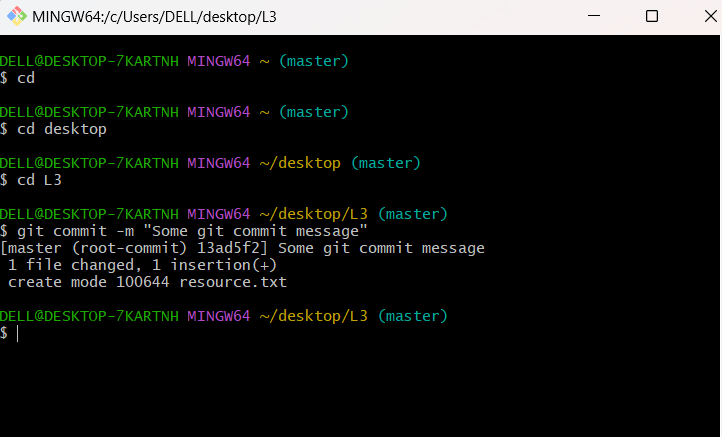 MINGW64:/c/Users/DELL/desktop/L3
DELL@DESKTOP-7KARTNH MINGW64 ~ (master)
$ cd
DELL@DESKTOP-7KARTNH MINGW64 ~ (master)
$ cd desktop
DELL@DESKTOP-7KARTNH MINGW64 ~/desktop (master)
$ cd L3
DELL@DESKTOP-7KARTNH MINGW64 ~/desktop/L3 (master)
$ git commit -m "Some git commit message"
[master (root-commit) 13ad5f2] Some git commit message
 1 file changed, 1 insertion(+)
 create mode 100644 resource.txt
DELL@DESKTOP-7KARTNH MINGW64 ~/desktop/L3 (master)
$